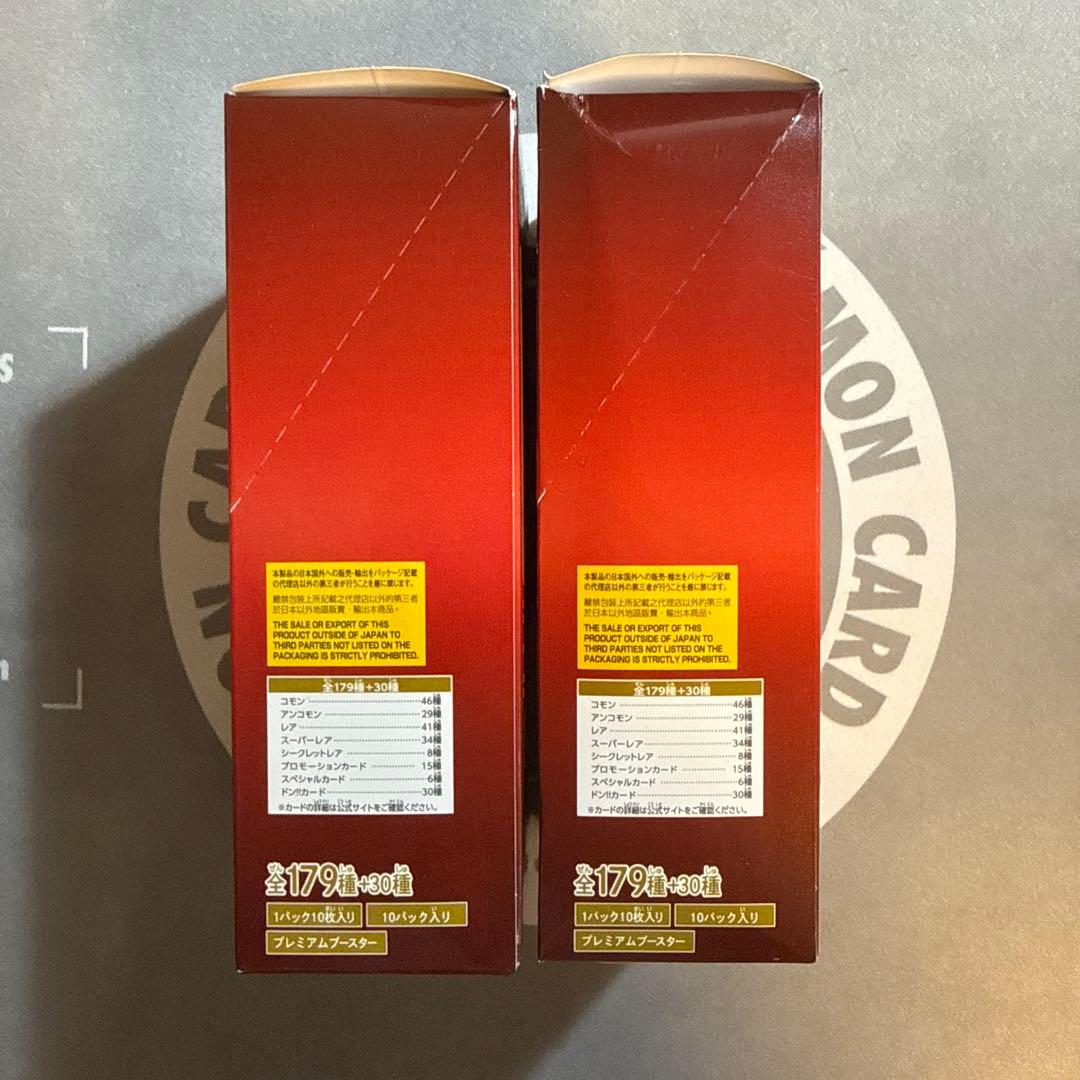 本製品の日本国外への販売・輸出をパッケージ記載
の代理店以外の第三者が行うことを厳に禁じます。
嚴禁包裝上所記載之代理店以外的第三者
於日本以外地區販賣・輸出本商品。
THE SALE OR EXPORT OF THIS
PRODUCT OUTSIDE OF JAPAN TO
THIRD PARTIES NOT LISTED ON THE
PACKAGING IS STRICTLY PROHIBITED.
全179種+30種
コモン 46種
アンコモン 29種
レア 41種
スーパーレア 34種
シークレットレア 8種
プロモーションカード 15種
スペシャルカード 6種
ドン!!カード 30種
※カードの詳細は公式サイトをご確認ください。
全179種+30種
1パック10枚入り 10パック入り
プレミアムブースター
本製品の日本国外への販売・輸出をパッケージ記載
の代理店以外の第三者が行うことを厳に禁じます。
嚴禁包裝上所記載之代理店以外的第三者
於日本以外地區販賣・輸出本商品。
THE SALE OR EXPORT OF THIS
PRODUCT OUTSIDE OF JAPAN TO
THIRD PARTIES NOT LISTED ON THE
PACKAGING IS STRICTLY PROHIBITED.
全179種+30種
コモン 46種
アンコモン 29種
レア 41種
スーパーレア 34種
シークレットレア 8種
プロモーションカード 15種
スペシャルカード 6種
ドン!!カード 30種
※カードの詳細は公式サイトをご確認ください。
全179種+30種
1パック10枚入り 10パック入り
プレミアムブースター
MON CARD